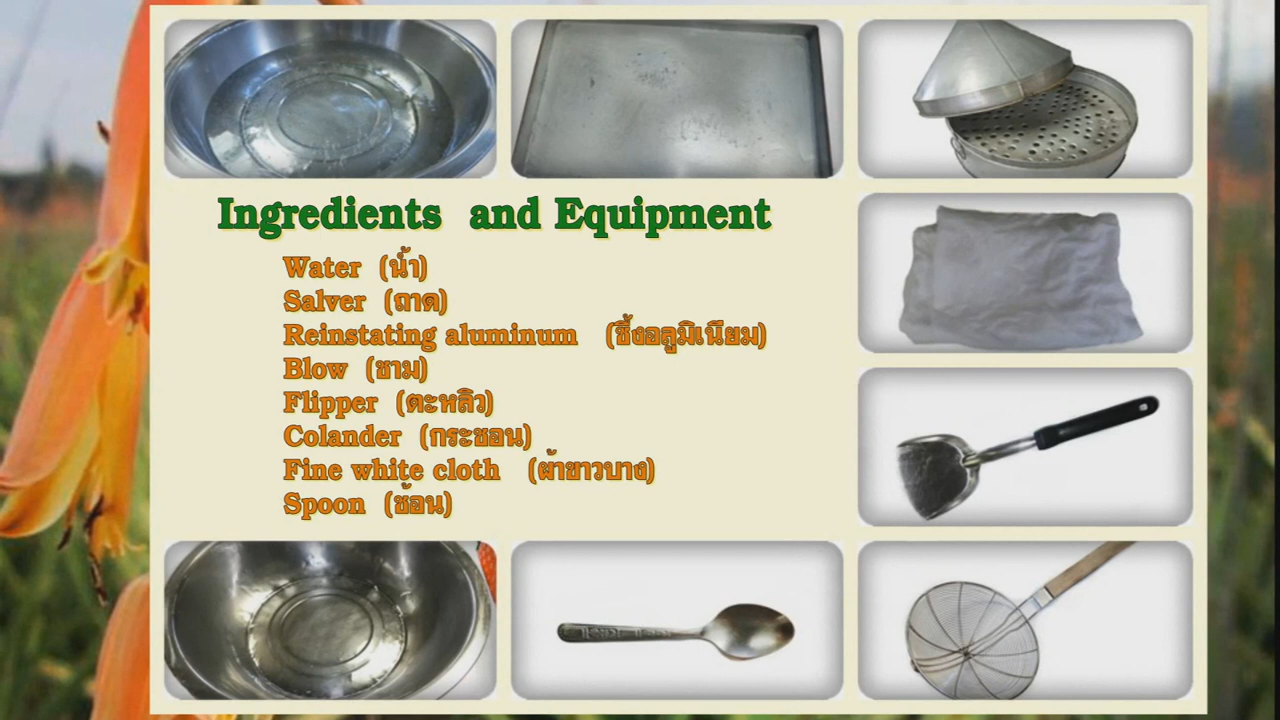 Ingredients and Equipment
Water (น้ำ)
Salver (ถาด)
Reinstating aluminum (ซึ้งอลูมิเนียม)
Blow (ชาม)
Flipper (ตะหลิว)
Colander (กระชอน)
Fine white cloth (ผ้าขาวบาง)
Spoon (ช้อน)